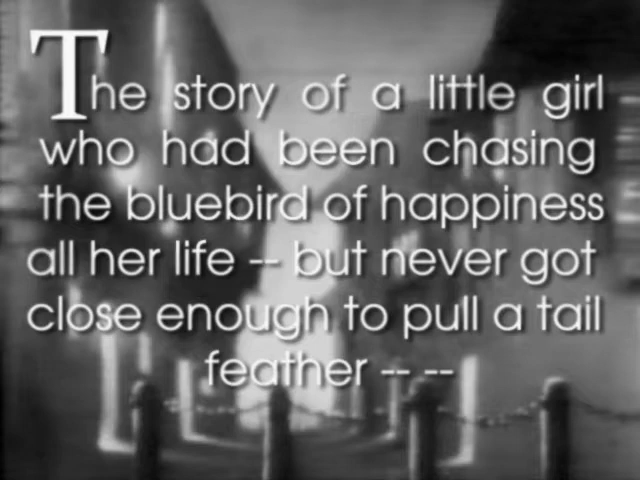 The story of a little girl
who had been chasing
the bluebird of happiness
all her life -- but never got
close enough to pull a tail
feather -- --